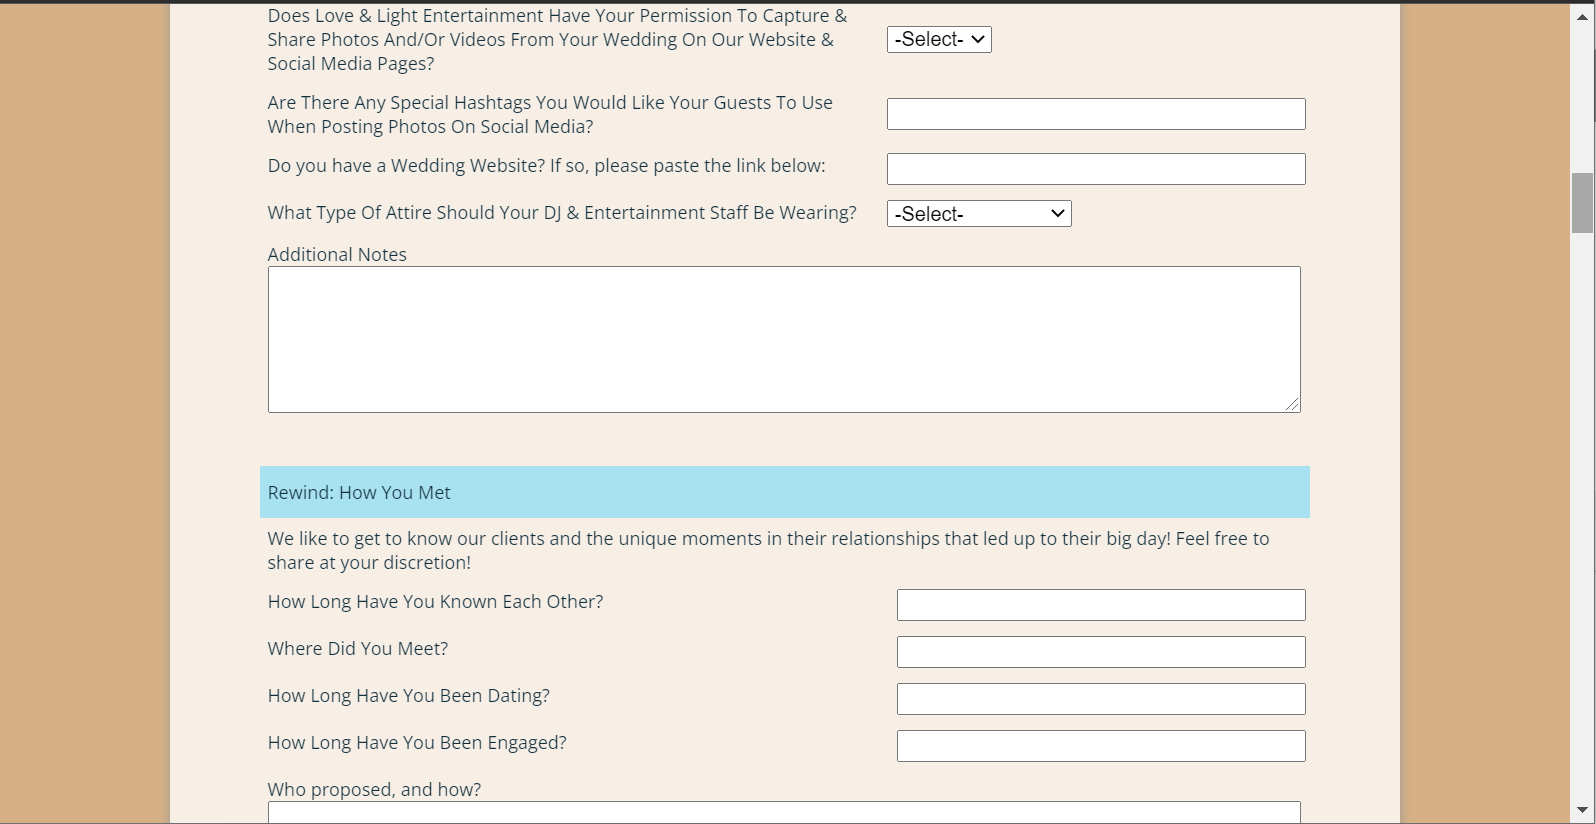 Does Love & Light Entertainment Have Your Permission To Capture &
Share Photos And/Or Videos From Your Wedding On Our Website &
Social Media Pages?
-Select-
Are There Any Special Hashtags You Would Like Your Guests To Use
When Posting Photos On Social Media?
Do you have a Wedding Website? If so, please paste the link below:
What Type Of Attire Should Your DJ & Entertainment Staff Be Wearing?
-Select-
Additional Notes
Rewind: How You Met
We like to get to know our clients and the unique moments in their relationships that led up to their big day! Feel free to
share at your discretion!
How Long Have You Known Each Other?
Where Did You Meet?
How Long Have You Been Dating?
How Long Have You Been Engaged?
Who proposed, and how?